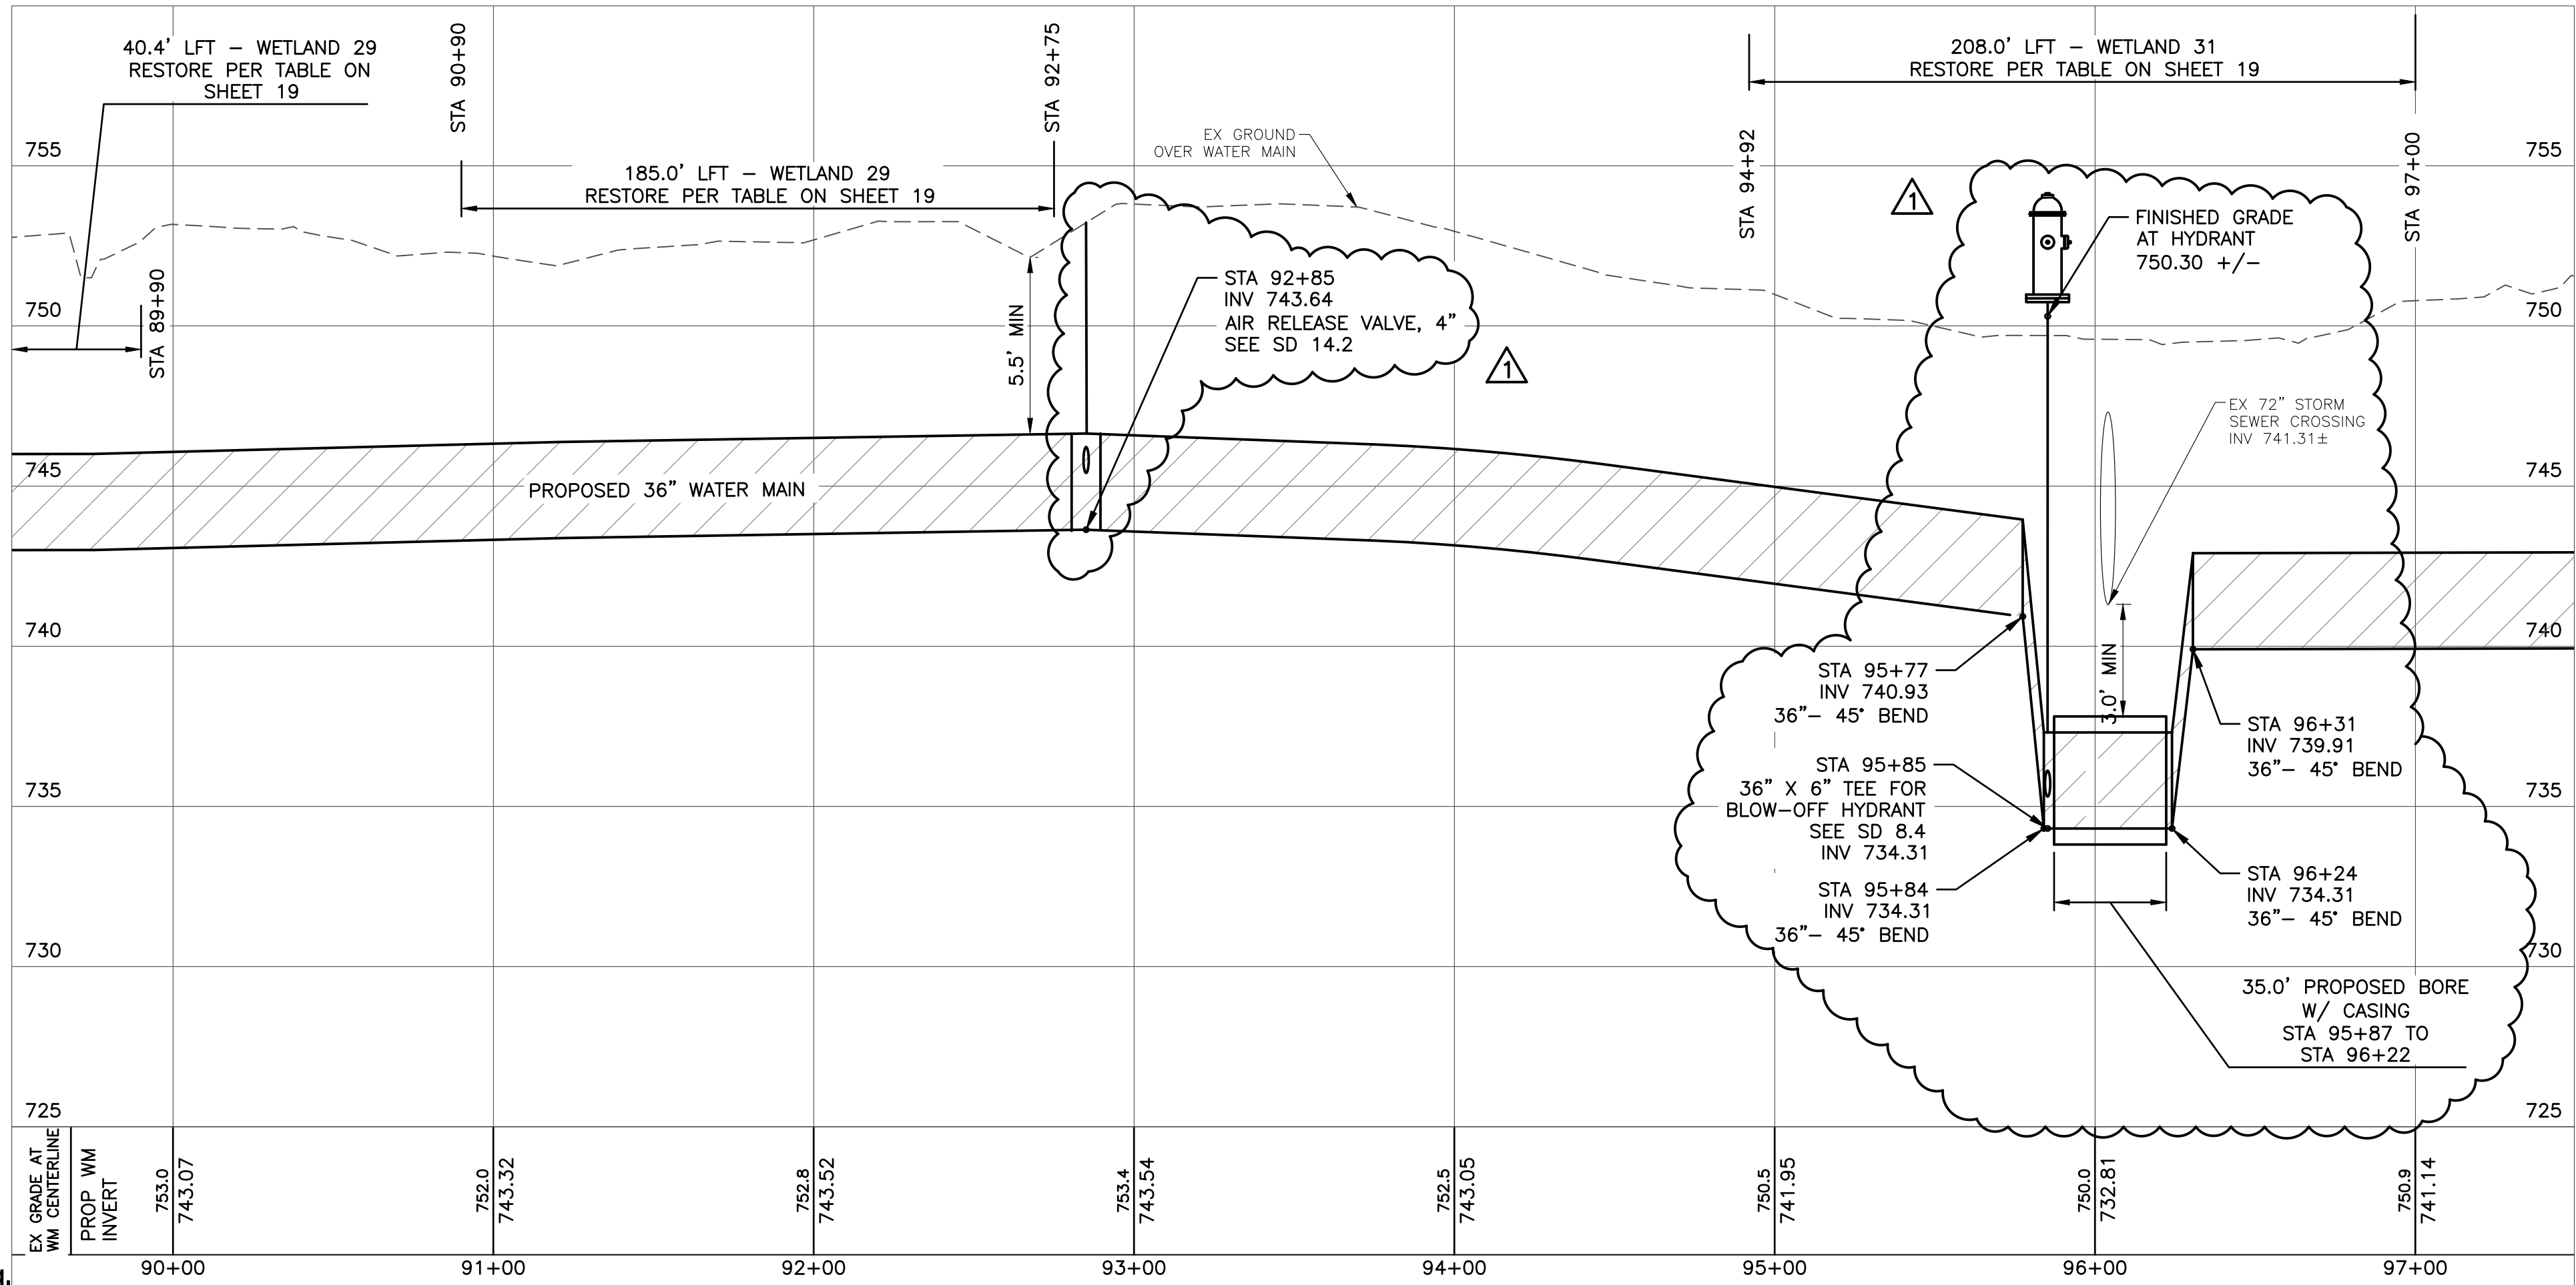 40.4' LFT – WETLAND 29
RESTORE PER TABLE ON
SHEET 19
STA 90+90
STA 92+75
208.0' LFT – WETLAND 31
RESTORE PER TABLE ON SHEET 19
EX GROUND
OVER WATER MAIN
STA 94+92
STA 97+00
755
755
185.0' LFT – WETLAND 29
RESTORE PER TABLE ON SHEET 19
1
FINISHED GRADE
AT HYDRANT
750.30 +/–
STA 89+90
STA 92+85
INV 743.64
AIR RELEASE VALVE, 4"
SEE SD 14.2
750
750
5.5' MIN
1
EX 72" STORM
SEWER CROSSING
INV 741.31±
745
745
PROPOSED 36" WATER MAIN
740
740
STA 95+77
INV 740.93
36"– 45° BEND
3.0' MIN
STA 96+31
INV 739.91
36"– 45° BEND
STA 95+85
36" X 6" TEE FOR
BLOW–OFF HYDRANT
SEE SD 8.4
INV 734.31
735
735
STA 95+84
INV 734.31
36"– 45° BEND
STA 96+24
INV 734.31
36"– 45° BEND
730
730
35.0' PROPOSED BORE
W/ CASING
STA 95+87 TO
STA 96+22
725
725
EX GRADE AT
WM CENTERLINE
PROP WM
INVERT
753.0
743.07
752.0
743.32
752.8
743.52
753.4
743.54
752.5
743.05
750.5
741.95
750.0
732.81
750.9
741.14
90+00
91+00
92+00
93+00
94+00
95+00
96+00
97+00